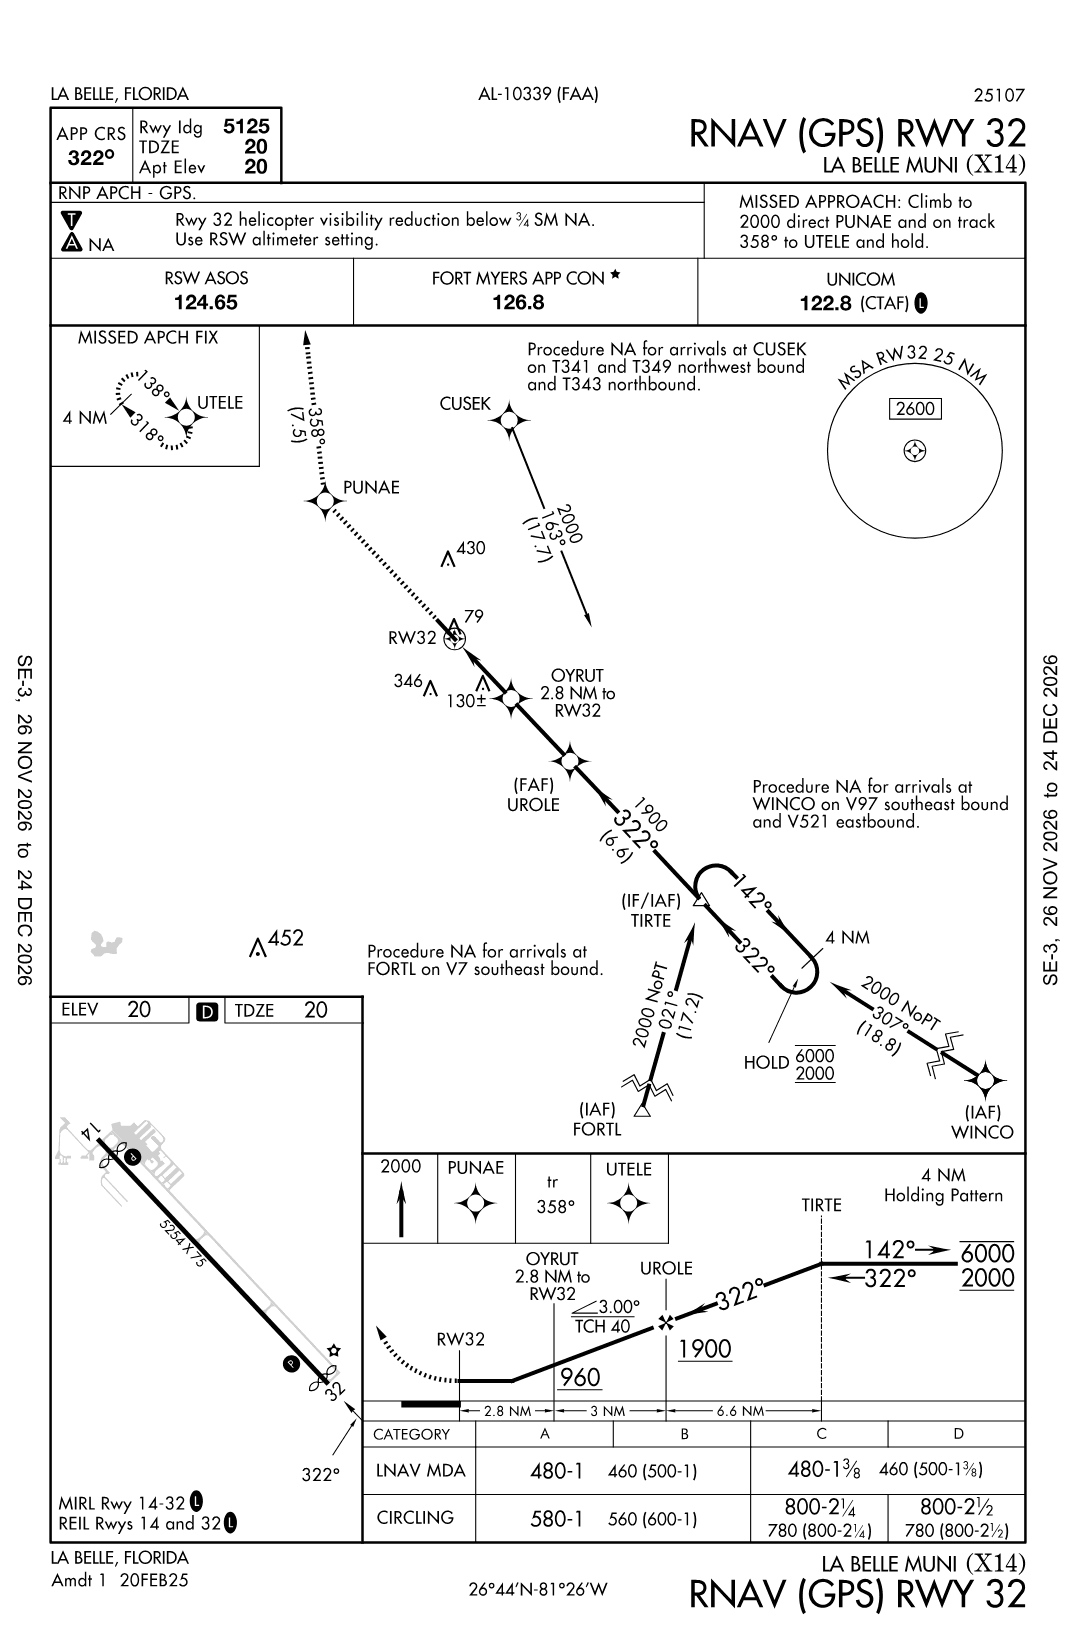 LA BELLE, FLORIDA
AL-10339 (FAA)
25107
RNAV (GPS) RWY 32
LA BELLE MUNI (X14)
APP CRS
322°
Rwy ldg 5125
TDZE 20
Apt Elev 20
RNP APCH - GPS.
T
A NA
Rwy 32 helicopter visibility reduction below ¾ SM NA.
Use RSW altimeter setting.
MISSED APPROACH: Climb to
2000 direct PUNAE and on track
358° to UTELE and hold.
RSW ASOS
124.65
FORT MYERS APP CON
126.8
UNICOM
122.8 (CTAF) L
MISSED APCH FIX
138°
UTELE
4 NM
318°
358°
(7.5)
Procedure NA for arrivals at CUSEK
on T341 and T349 northwest bound
and T343 northbound.
MSA RW32 25 NM
2600
CUSEK
PUNAE
2000
163°
(17.7)
430
79
RW32
346
130±
OYRUT
2.8 NM to
RW32
(FAF)
UROLE
Procedure NA for arrivals at
WINCO on V97 southeast bound
and V521 eastbound.
1900
322°
(6.6)
(IF/IAF)
TIRTE
142°
322°
4 NM
452
Procedure NA for arrivals at
FORTL on V7 southeast bound.
2000 NoPT
021°
(17.2)
2000 NoPT
307°
(18.8)
HOLD 6000
2000
(IAF)
FORTL
(IAF)
WINCO
SE-3, 26 NOV 2026 to 24 DEC 2026
SE-3, 26 NOV 2026 to 24 DEC 2026
ELEV 20
D
TDZE 20
14
P
5254 X 75
P
32
322°
MIRL Rwy 14-32 L
REIL Rwys 14 and 32 L
2000
PUNAE
tr
358°
UTELE
4 NM
Holding Pattern
TIRTE
142°
6000
322°
2000
OYRUT
2.8 NM to
RW32
UROLE
322°
3.00°
TCH 40
RW32
1900
960
2.8 NM
3 NM
6.6 NM
CATEGORY A B C D
LNAV MDA 480-1 460 (500-1) 480-1⅜ 460 (500-1⅜)
CIRCLING 580-1 560 (600-1) 800-2¼ 780 (800-2¼) 800-2½ 780 (800-2½)
LA BELLE, FLORIDA
Amdt 1 20FEB25
26°44'N-81°26'W
LA BELLE MUNI (X14)
RNAV (GPS) RWY 32